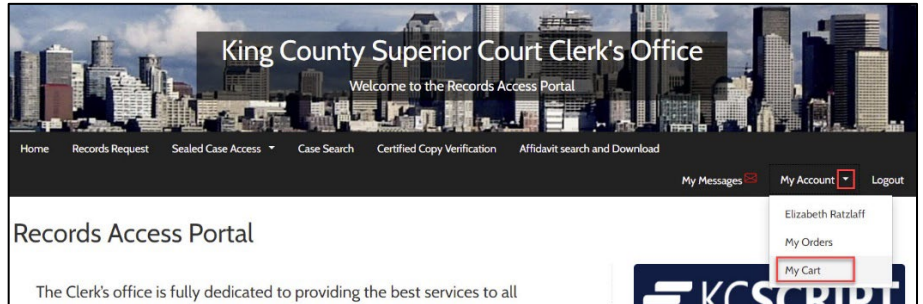 King County Superior Court Clerk's Office
Welcome to the Records Access Portal
Home Records Request Sealed Case Access Case Search Certified Copy Verification Affidavit search and Download
My Messages My Account Logout
Elizabeth Ratzlaff
My Orders
My Cart
Records Access Portal
The Clerk's office is fully dedicated to providing the best services to all
KCSCRIPT